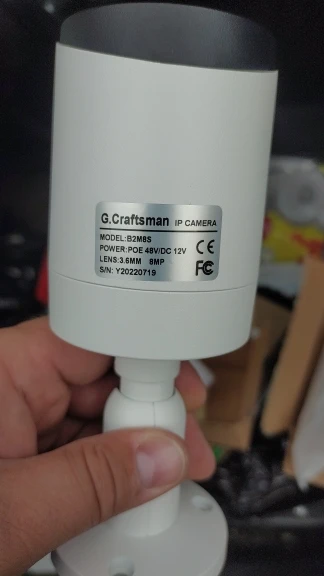 G.Craftsman IP CAMERA
MODEL:B2M8S
POWER:POE 48V/DC 12V CE
LENS:3.6MM 8MP FC
S/N: Y20220719